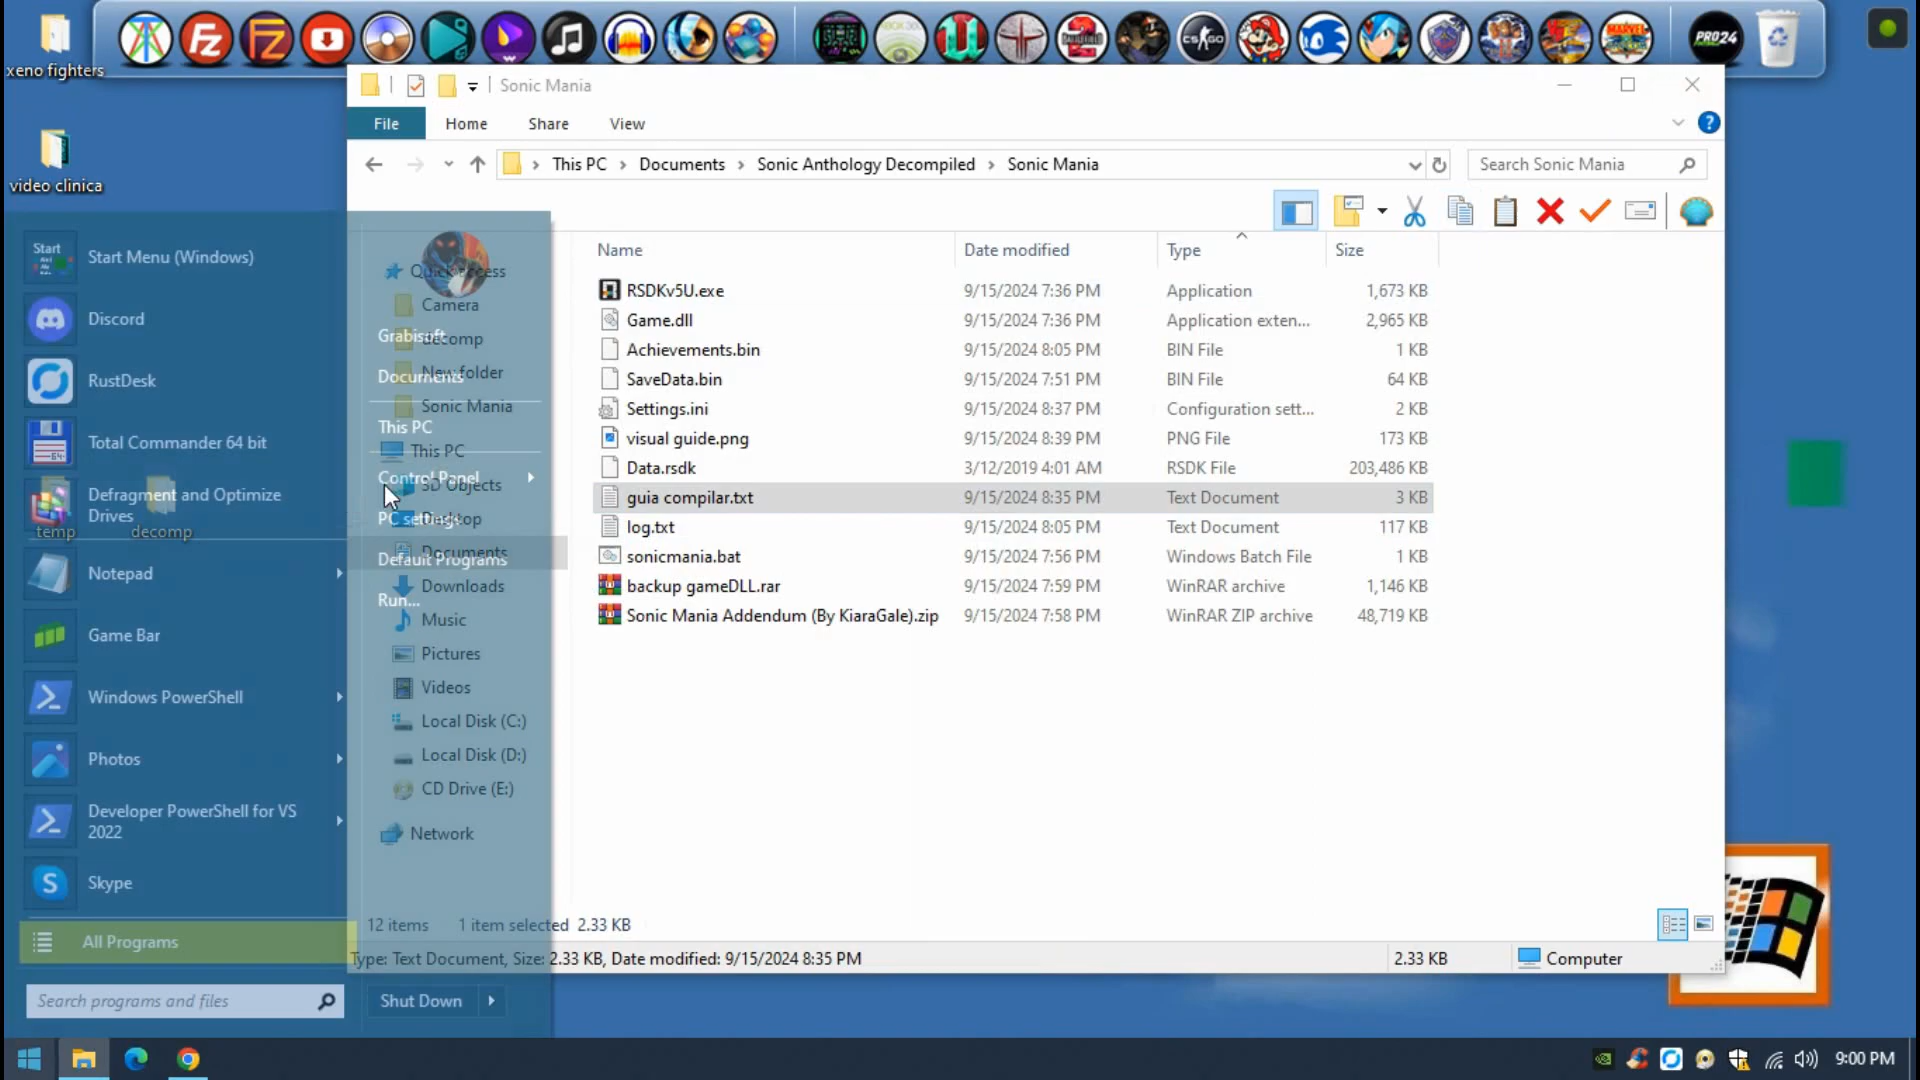 xeno fighters
CS:GO
PRO24
Sonic Mania
video clinica
File
Home
Share
View
This PC
Documents
Sonic Anthology Decompiled
Sonic Mania
Search Sonic Mania
Start
Start Menu (Windows)
Discord
RustDesk
Total Commander 64 bit
Defragment and Optimize
Drives
temp
decomp
Notepad
Game Bar
Windows PowerShell
Photos
Developer PowerShell for VS
2022
Skype
All Programs
Search programs and files
Quick access
Camera
Grabisoft
decomp
New folder
Documents
Sonic Mania
This PC
This PC
Control Panel
3D Objects
PC settings
Desktop
Documents
Default Programs
Downloads
Run...
Music
Pictures
Videos
Local Disk (C:)
Local Disk (D:)
CD Drive (E:)
Network
Shut Down
Name
Date modified
Type
Size
RSDKv5U.exe 9/15/2024 7:36 PM Application 1,673 KB
Game.dll 9/15/2024 7:36 PM Application exten... 2,965 KB
Achievements.bin 9/15/2024 8:05 PM BIN File 1 KB
SaveData.bin 9/15/2024 7:51 PM BIN File 64 KB
Settings.ini 9/15/2024 8:37 PM Configuration sett... 2 KB
visual guide.png 9/15/2024 8:39 PM PNG File 173 KB
Data.rsdk 3/12/2019 4:01 AM RSDK File 203,486 KB
guia compilar.txt 9/15/2024 8:35 PM Text Document 3 KB
log.txt 9/15/2024 8:05 PM Text Document 117 KB
sonicmania.bat 9/15/2024 7:56 PM Windows Batch File 1 KB
backup gameDLL.rar 9/15/2024 7:59 PM WinRAR archive 1,146 KB
Sonic Mania Addendum (By KiaraGale).zip 9/15/2024 7:58 PM WinRAR ZIP archive 48,719 KB
12 items 1 item selected 2.33 KB
Type: Text Document, Size: 2.33 KB, Date modified: 9/15/2024 8:35 PM
2.33 KB
Computer
9:00 PM